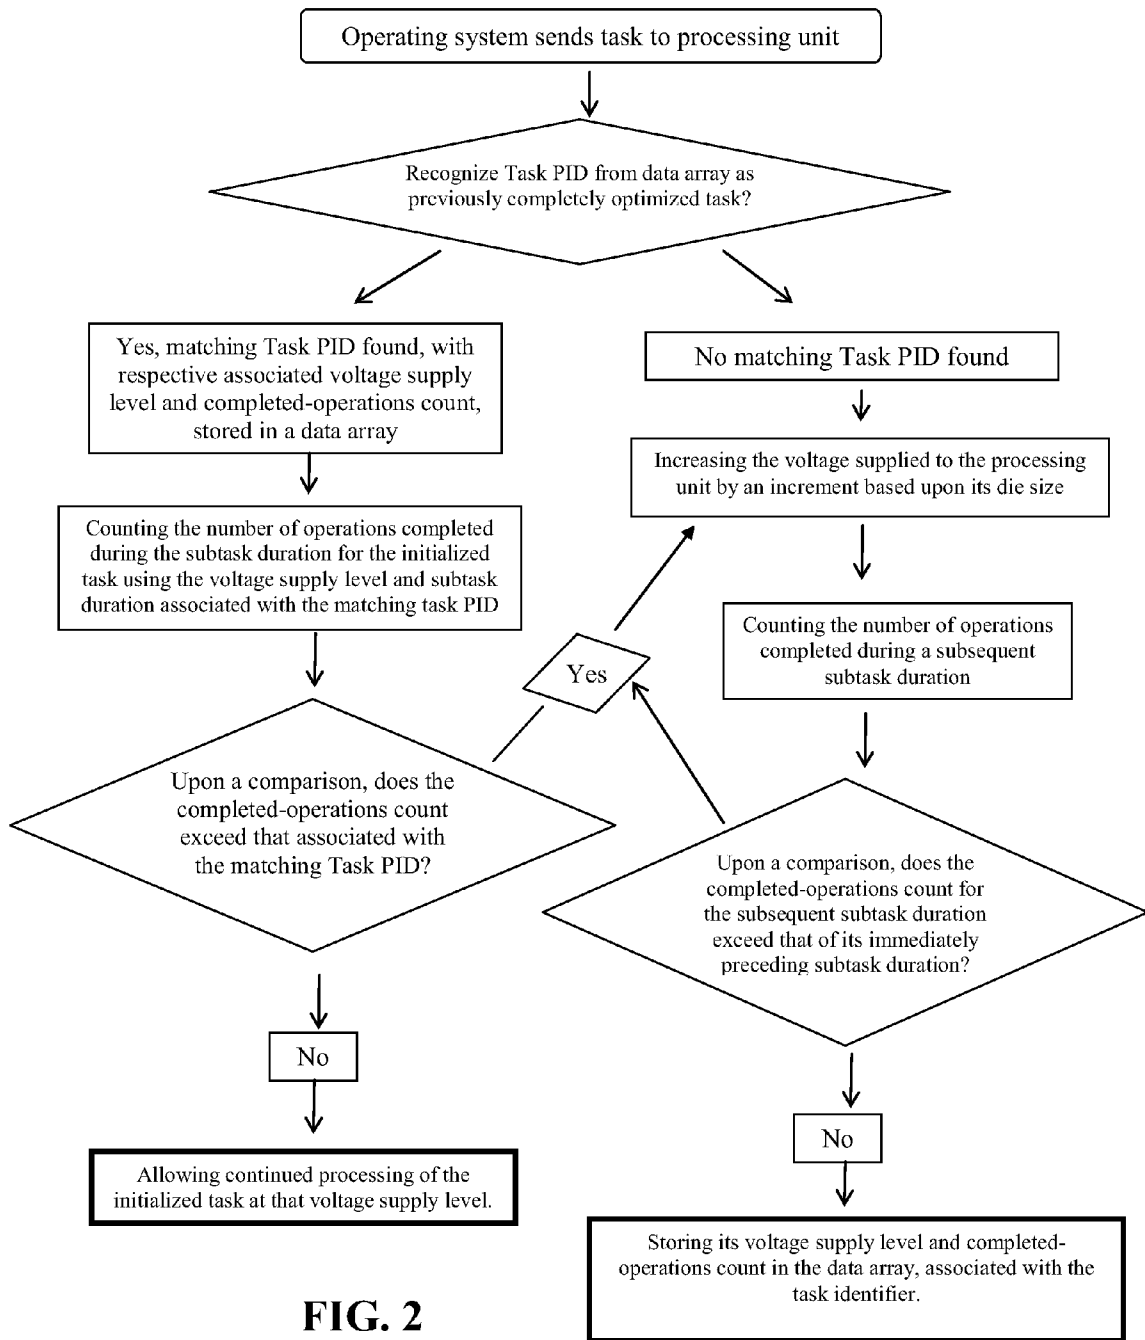 Operating system sends task to processing unit
Recognize Task PID from data array as
previously completely optimized task?
Yes, matching Task PID found, with
respective associated voltage supply
level and completed-operations count,
stored in a data array
No matching Task PID found
Increasing the voltage supplied to the processing
unit by an increment based upon its die size
Counting the number of operations completed
during the subtask duration for the initialized
task using the voltage supply level and subtask
duration associated with the matching task PID
Counting the number of operations
completed during a subsequent
subtask duration
Yes
Upon a comparison, does the
completed-operations count
exceed that associated with
the matching Task PID?
Upon a comparison, does the
completed-operations count for
the subsequent subtask duration
exceed that of its immediately
preceding subtask duration?
No
No
Allowing continued processing of the
initialized task at that voltage supply level.
Storing its voltage supply level and completed-
operations count in the data array, associated with the
task identifier.
FIG. 2